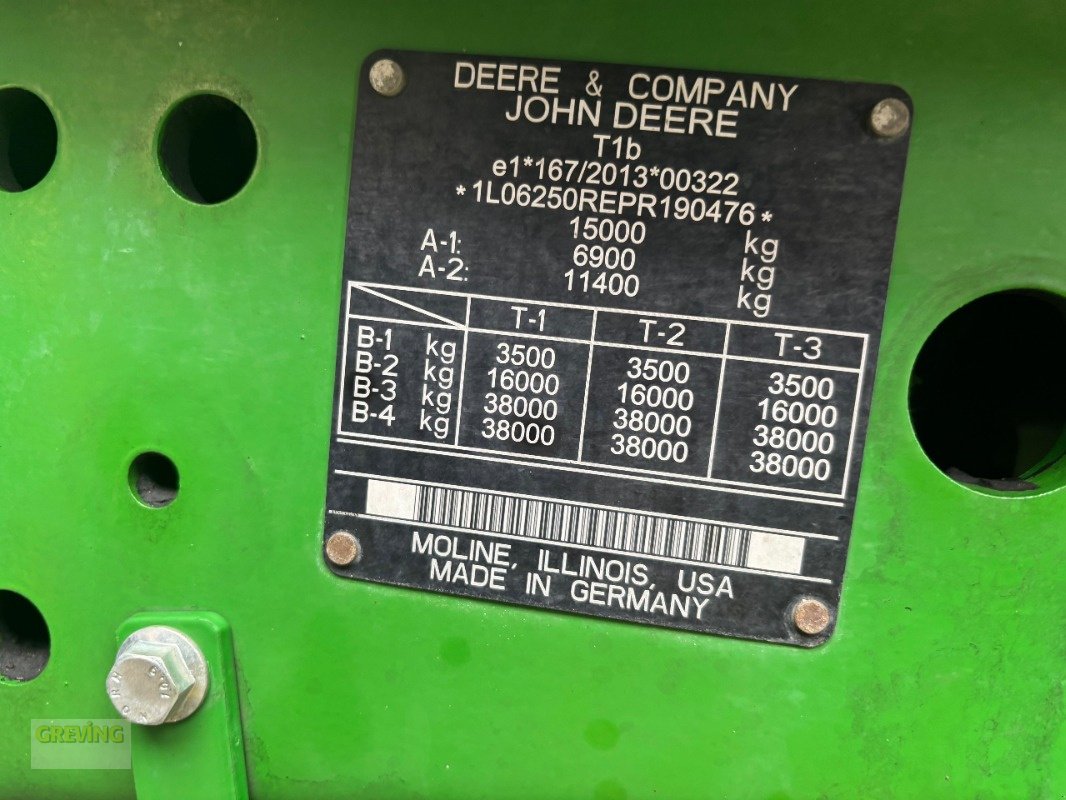 DEERE & COMPANY
JOHN DEERE
T1b
e1*167/2013*00322
*1L06250REPR190476*
15000 kg
A-1: 6900 kg
A-2: 11400 kg
T-1 T-2 T-3
B-1 kg 3500 3500 3500
B-2 kg 16000 16000 16000
B-3 kg 38000 38000 38000
B-4 kg 38000 38000 38000
MOLINE, ILLINOIS, USA
MADE IN GERMANY
GREVING